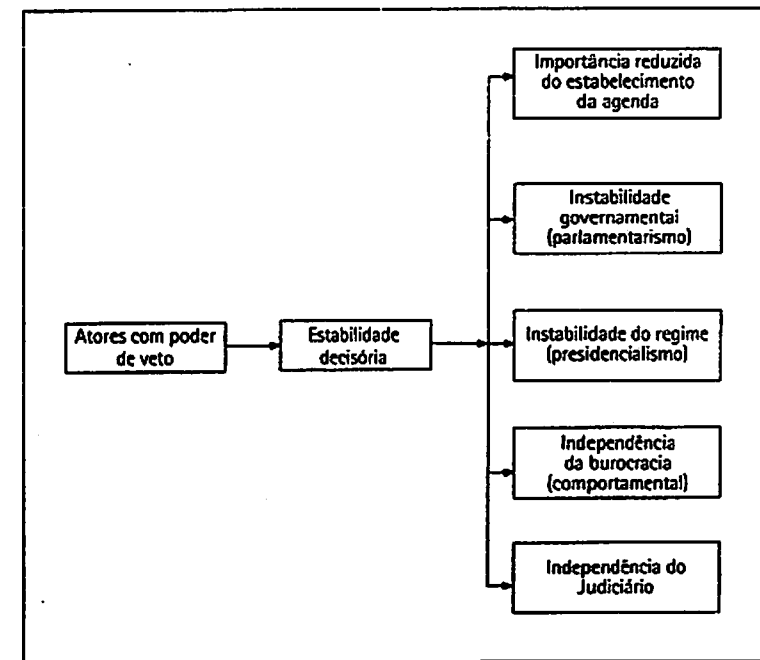 Importância reduzida
do estabelecimento
da agenda
Instabilidade
governamental
(parlamentarismo)
Atores com poder
de veto
Estabilidade
decisória
Instabilidade do regime
(presidencialismo)
Independência
da burocracia
(comportamental)
Independência do
Judiciário